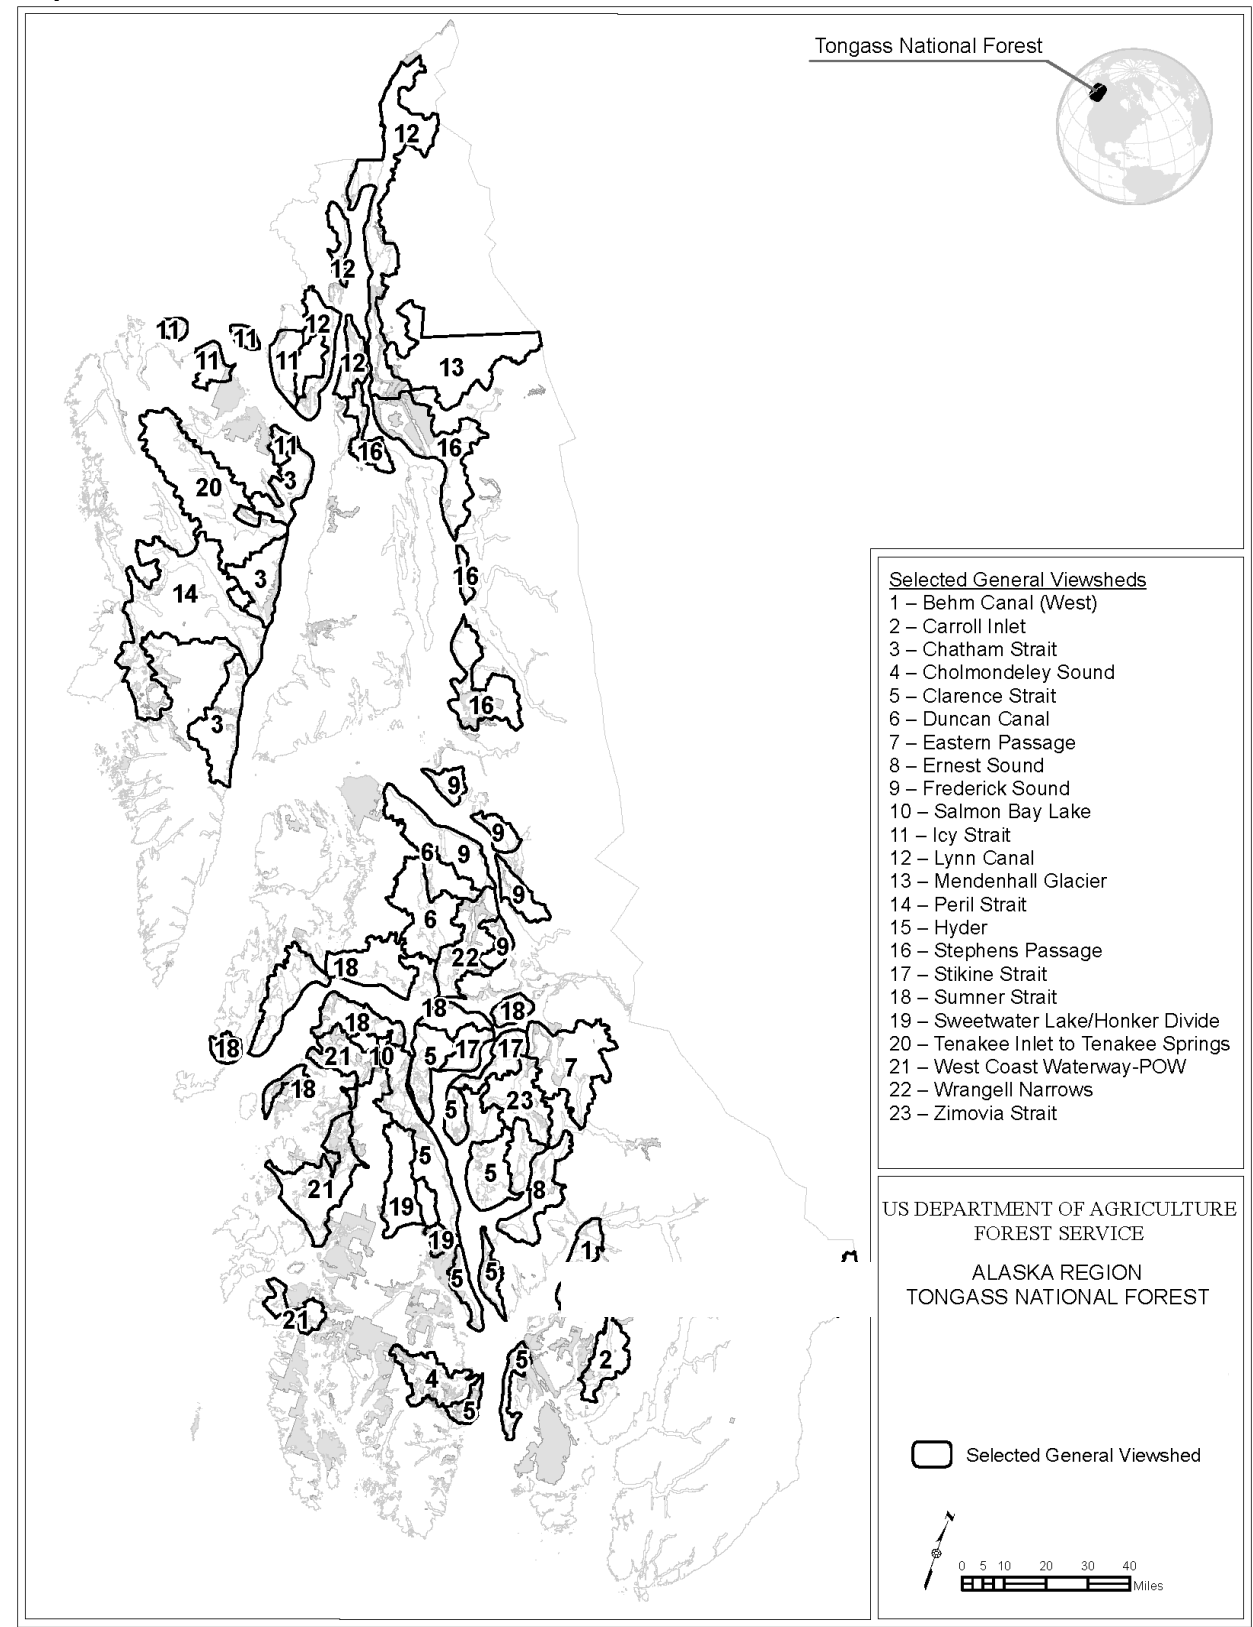 Tongass National Forest
12
12
12
11
11
11
11
12
13
11
16
16
20
3
16
3
14
16
3
9
9
6
9
9
6
9
22
18
18
18
18
18
21
10
5
17
17
7
18
5
23
5
5
21
19
8
19
1
5
5
21
5
2
4
5
Selected General Viewsheds
1 – Behm Canal (West)
2 – Carroll Inlet
3 – Chatham Strait
4 – Cholmondeley Sound
5 – Clarence Strait
6 – Duncan Canal
7 – Eastern Passage
8 – Ernest Sound
9 – Frederick Sound
10 – Salmon Bay Lake
11 – Icy Strait
12 – Lynn Canal
13 – Mendenhall Glacier
14 – Peril Strait
15 – Hyder
16 – Stephens Passage
17 – Stikine Strait
18 – Sumner Strait
19 – Sweetwater Lake/Honker Divide
20 – Tenakee Inlet to Tenakee Springs
21 – West Coast Waterway-POW
22 – Wrangell Narrows
23 – Zimovia Strait
US DEPARTMENT OF AGRICULTURE
FOREST SERVICE
ALASKA REGION
TONGASS NATIONAL FOREST
Selected General Viewshed
N
0 5 10 20 30 40
Miles